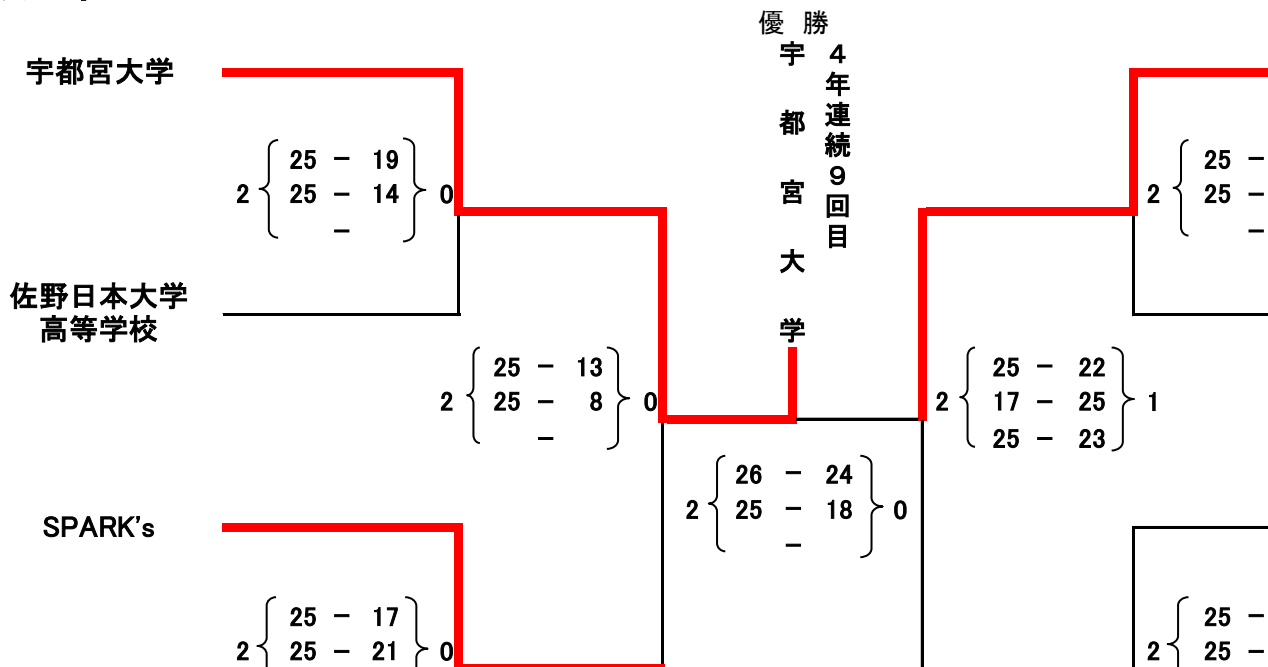 優 勝
宇都宮大学
4年連続9回目
宇都宮大学
25 - 19
2 25 - 14 0
-
25 -
2 25 -
-
佐野日本大学
高等学校
25 - 13
2 25 - 8 0
-
25 - 22
2 17 - 25 1
25 - 23
26 - 24
2 25 - 18 0
-
SPARK's
25 - 17
2 25 - 21 0
25 -
2 25 -